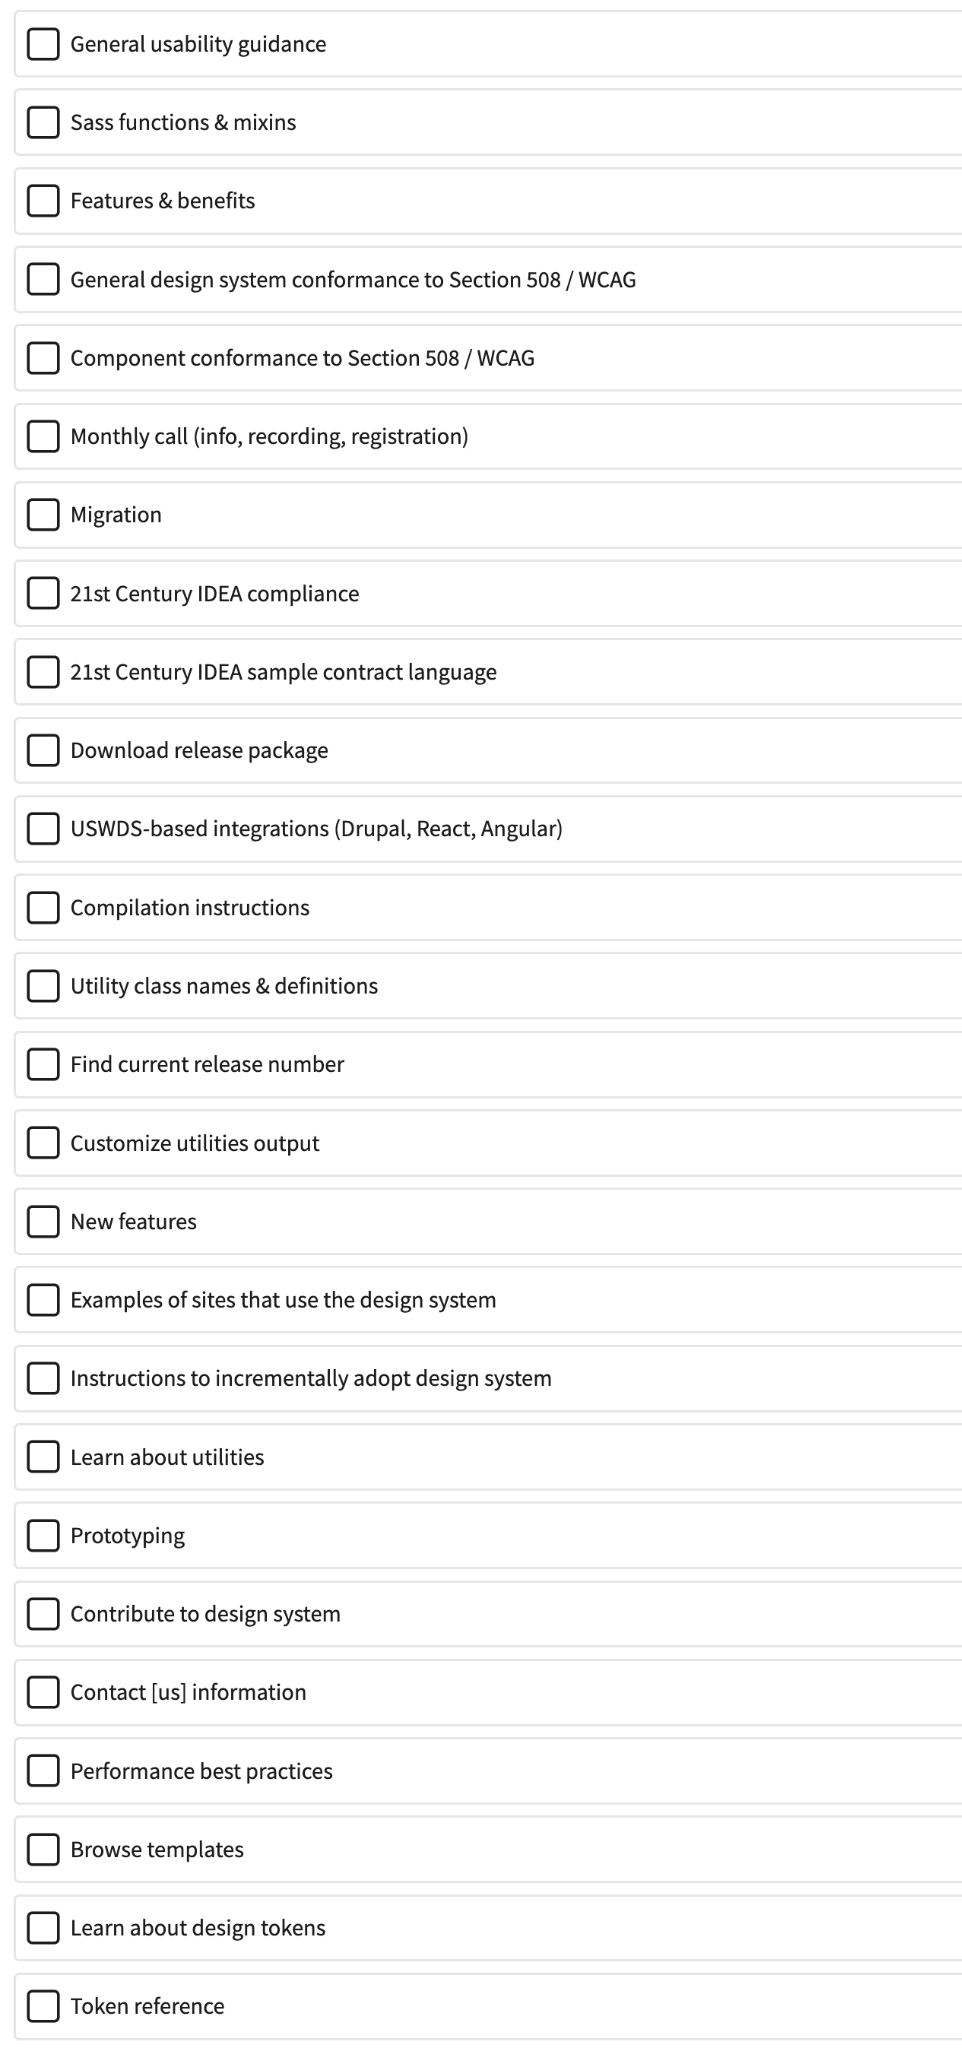 General usability guidance
Sass functions & mixins
Features & benefits
General design system conformance to Section 508 / WCAG
Component conformance to Section 508 / WCAG
Monthly call (info, recording, registration)
Migration
21st Century IDEA compliance
21st Century IDEA sample contract language
Download release package
USWDS-based integrations (Drupal, React, Angular)
Compilation instructions
Utility class names & definitions
Find current release number
Customize utilities output
New features
Examples of sites that use the design system
Instructions to incrementally adopt design system
Learn about utilities
Prototyping
Contribute to design system
Contact [us] information
Performance best practices
Browse templates
Learn about design tokens
Token reference